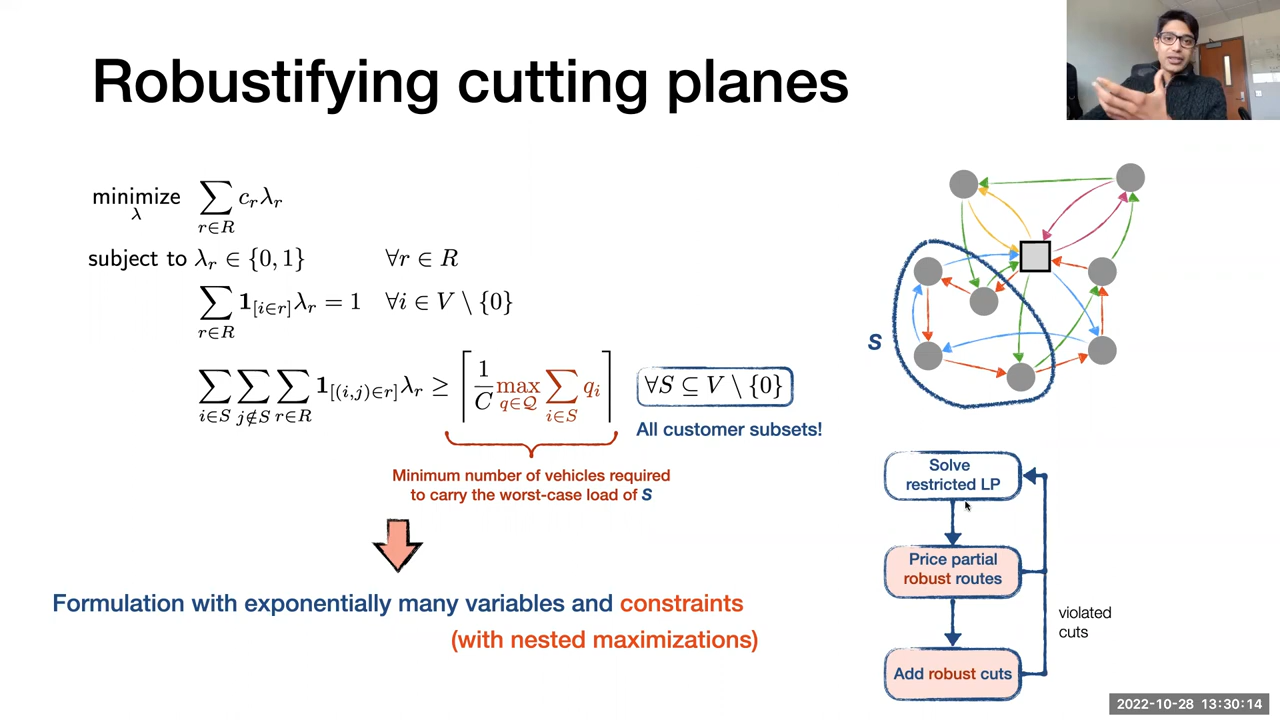 Robustifying cutting planes
minimize ∑ c_r λ_r
λ r∈R
subject to λ_r ∈ {0, 1} ∀r ∈ R
∑ 1_[i∈r] λ_r = 1 ∀i ∈ V \ {0}
r∈R
∑ ∑ ∑ 1_[(i,j)∈r] λ_r ≥ ⌈ 1/C max ∑ q_i ⌉ ∀S ⊆ V \ {0}
i∈S j∉S r∈R q∈𝒬 i∈S
All customer subsets!
Minimum number of vehicles required
to carry the worst-case load of S
Formulation with exponentially many variables and constraints
(with nested maximizations)
S
Solve
restricted LP
Price partial
robust routes
Add robust cuts
violated
cuts
2022-10-28 13:30:14